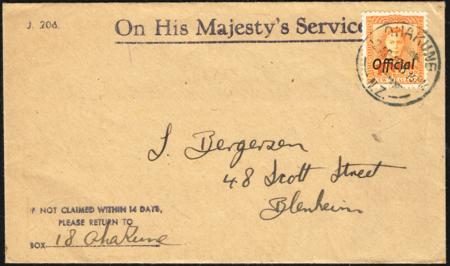 J. 206.
On His Majesty's Service
OHAKUNE
Official
N.Z.
J. Bergersen
48 Scott Street
Blenheim
IF NOT CLAIMED WITHIN 14 DAYS,
PLEASE RETURN TO
BOX 18 Ohakune